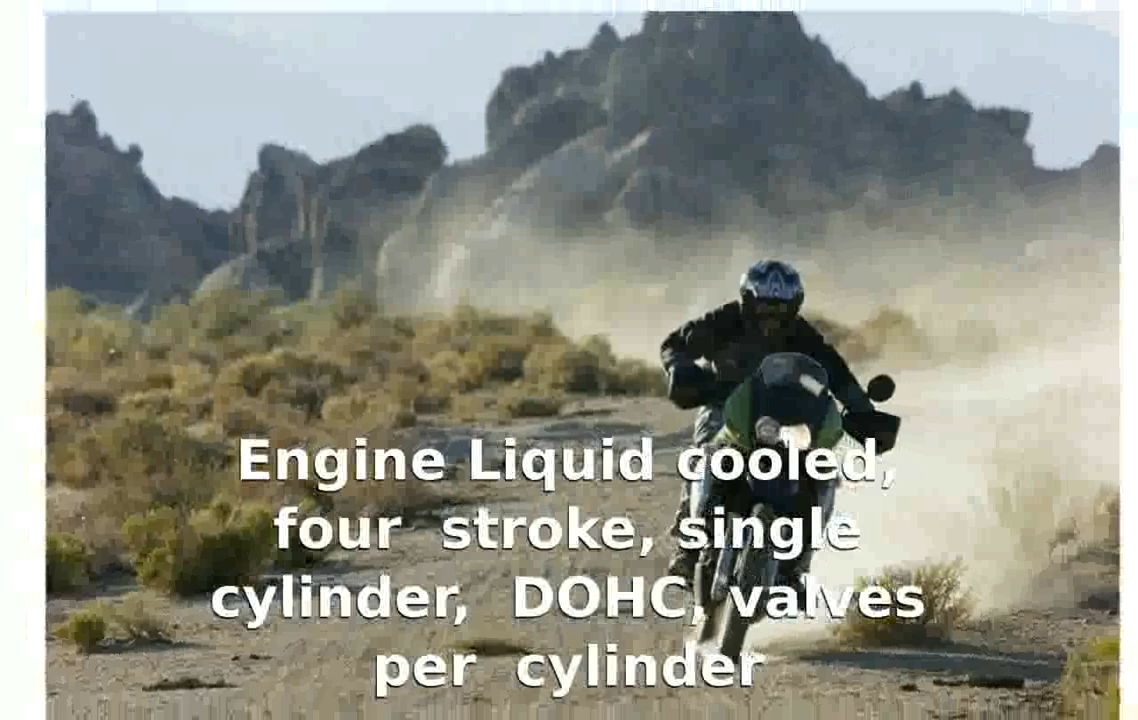 Engine Liquid cooled,
four stroke, single
cylinder, DOHC, valves
per cylinder